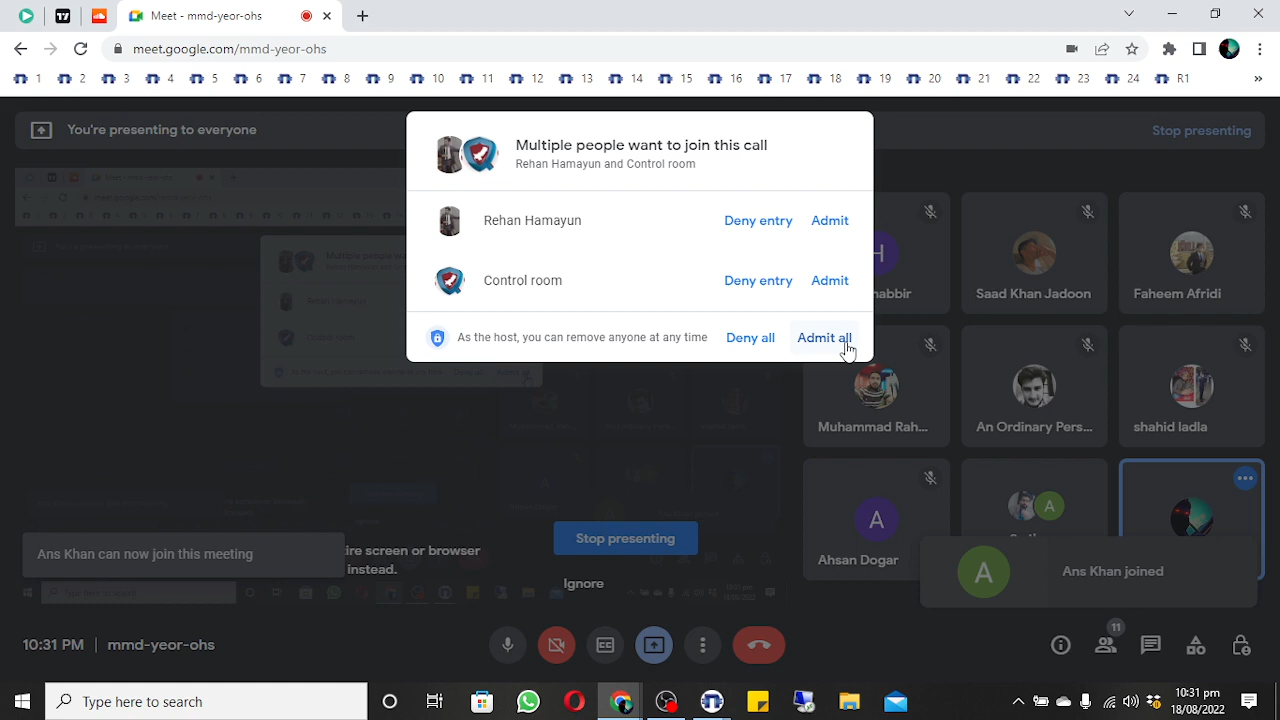 Meet - mmd-yeor-ohs
meet.google.com/mmd-yeor-ohs
1 2 3 4 5 6 7 8 9 10 11 12 13 14 15 16 17 18 19 20 21 22 23 24 R1 »
You're presenting to everyone
Stop presenting
Multiple people want to join this call
Rehan Hamayun and Control room
Rehan Hamayun
Deny entry Admit
Control room
Deny entry Admit
As the host, you can remove anyone at any time
Deny all Admit all
H
nabbir
Saad Khan Jadoon
Faheem Afridi
Muhammad Rah...
An Ordinary Pers...
shahid ladla
A
Ahsan Dogar
A
Stop presenting
Ans Khan can now join this meeting
ire screen or browser
instead.
Ignore
A
Ans Khan joined
10:31 PM | mmd-yeor-ohs
11
Type here to search
10:31 pm
18/08/2022